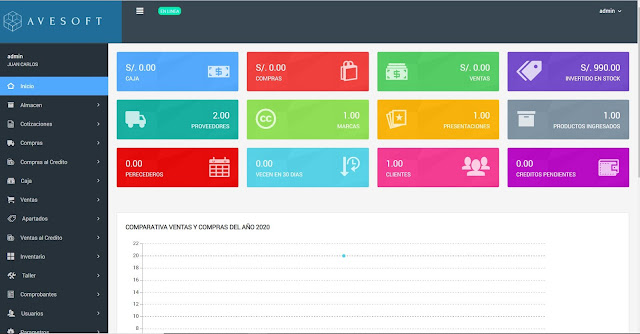 AVESOFT
EN LINEA
admin
admin
JUAN CARLOS
Inicio
Almacen
Cotizaciones
Compras
Compras al Credito
Caja
Ventas
Apartados
Ventas al Credito
Inventario
Taller
Comprobantes
Usuarios
Parametros
S/. 0.00
CAJA
S/. 0.00
COMPRAS
S/. 0.00
VENTAS
S/. 990.00
INVERTIDO EN STOCK
2.00
PROVEEDORES
CC
1.00
MARCAS
1.00
PRESENTACIONES
1.00
PRODUCTOS INGRESADOS
0.00
PERECEDEROS
0.00
VECEN EN 30 DIAS
1.00
CLIENTES
0.00
CREDITOS PENDIENTES
COMPARATIVA VENTAS Y COMPRAS DEL AÑO 2020
22
20
18
16
14
12
10
8